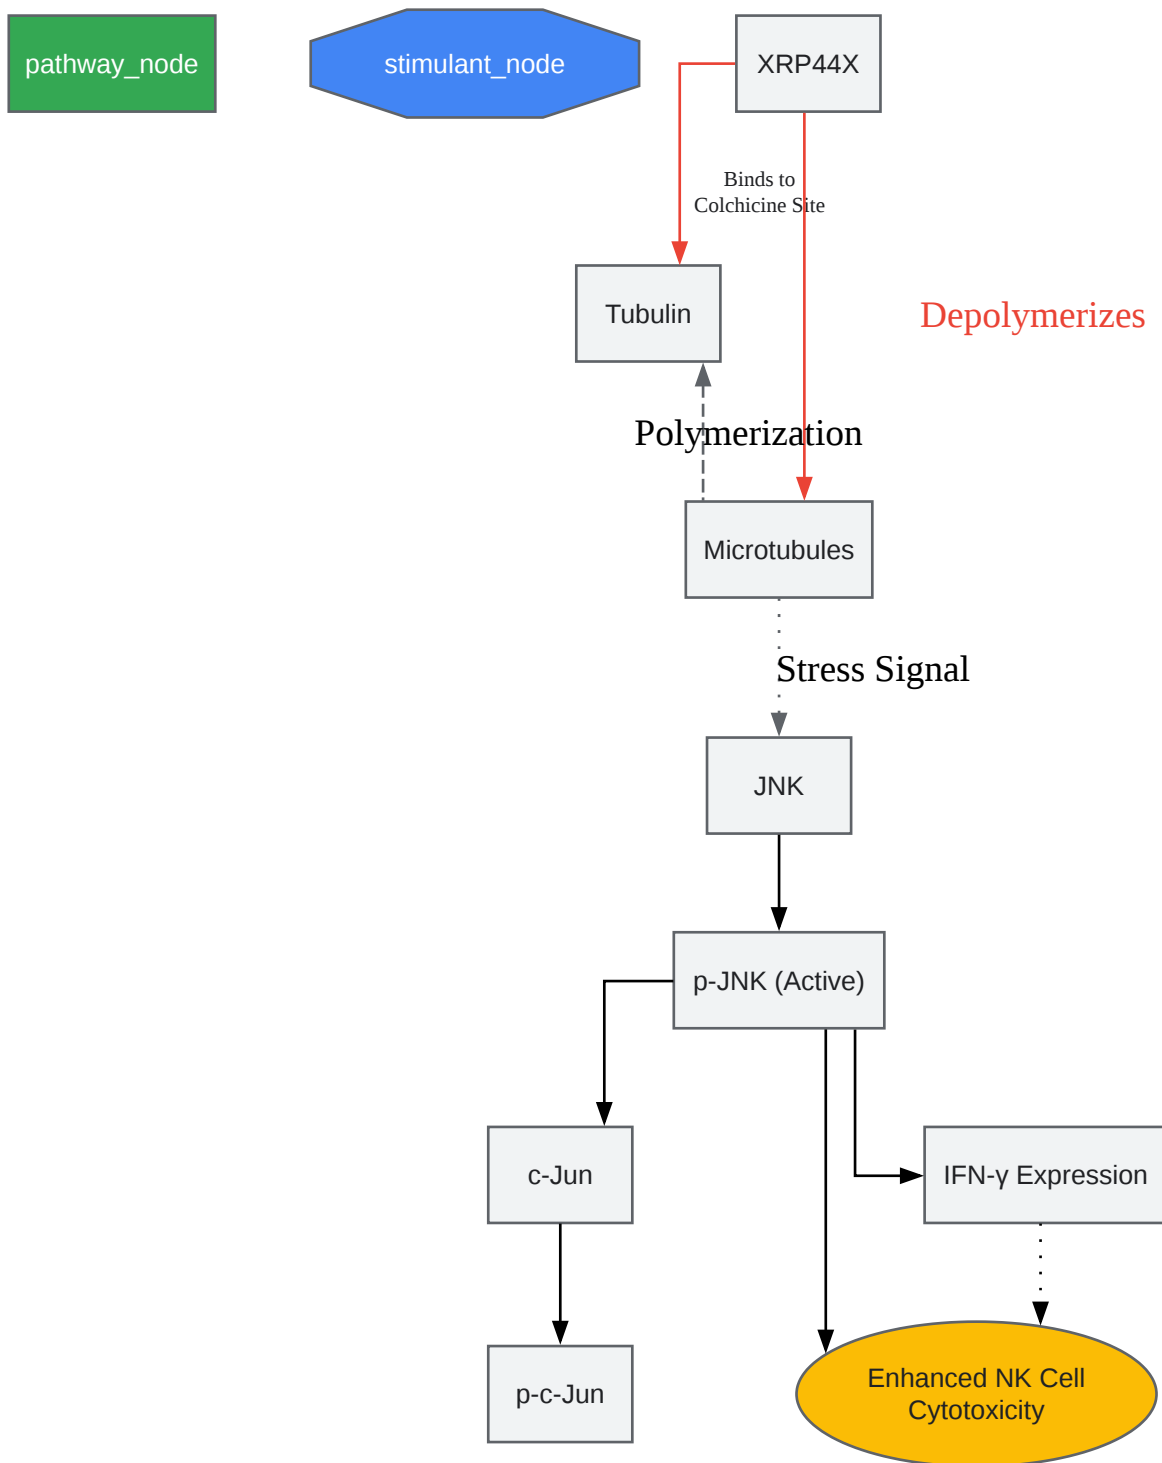 pathway_node
stimulant_node
XRP44X
Binds to
Colchicine Site
Tubulin
Depolymerizes
Polymerization
Microtubules
Stress Signal
JNK
p-JNK (Active)
c-Jun
IFN-γ Expression
p-c-Jun
Enhanced NK Cell
Cytotoxicity